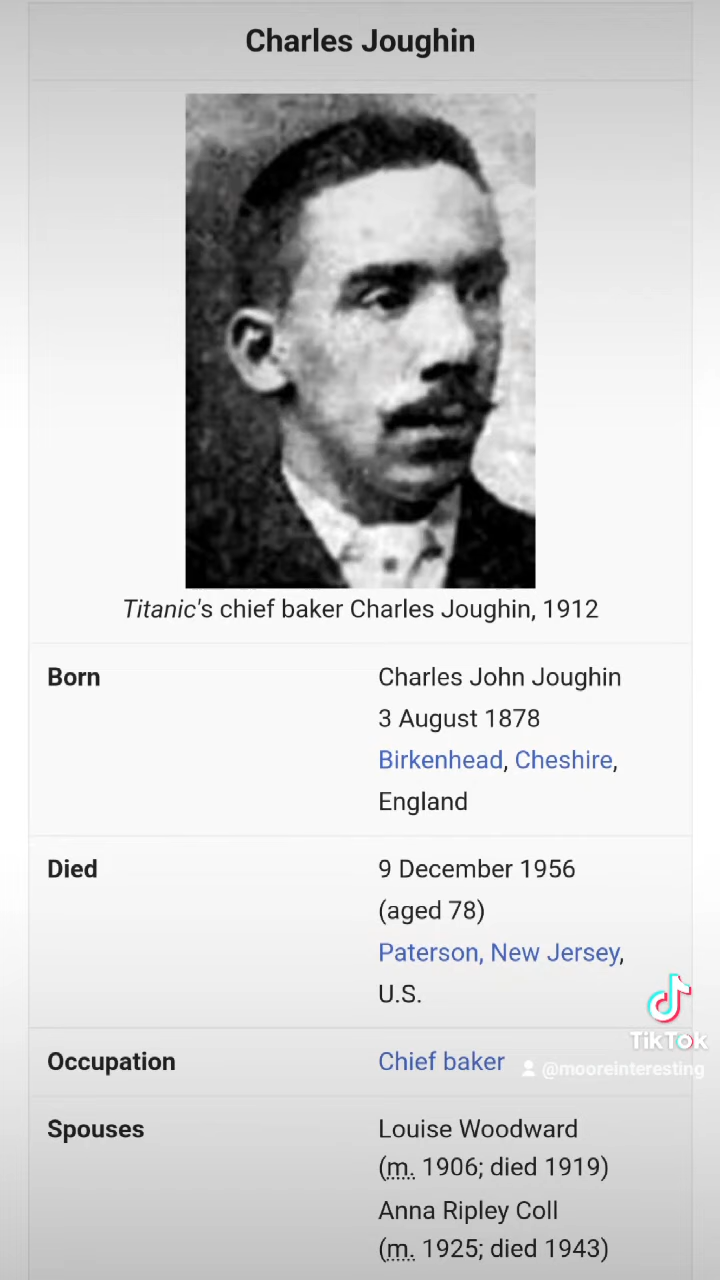 Charles Joughin
Titanic's chief baker Charles Joughin, 1912
Born
Charles John Joughin
3 August 1878
Birkenhead, Cheshire,
England
Died
9 December 1956
(aged 78)
Paterson, New Jersey,
U.S.
TikTok
@mooreinteresting
Occupation
Chief baker
Spouses
Louise Woodward
(m. 1906; died 1919)
Anna Ripley Coll
(m. 1925; died 1943)